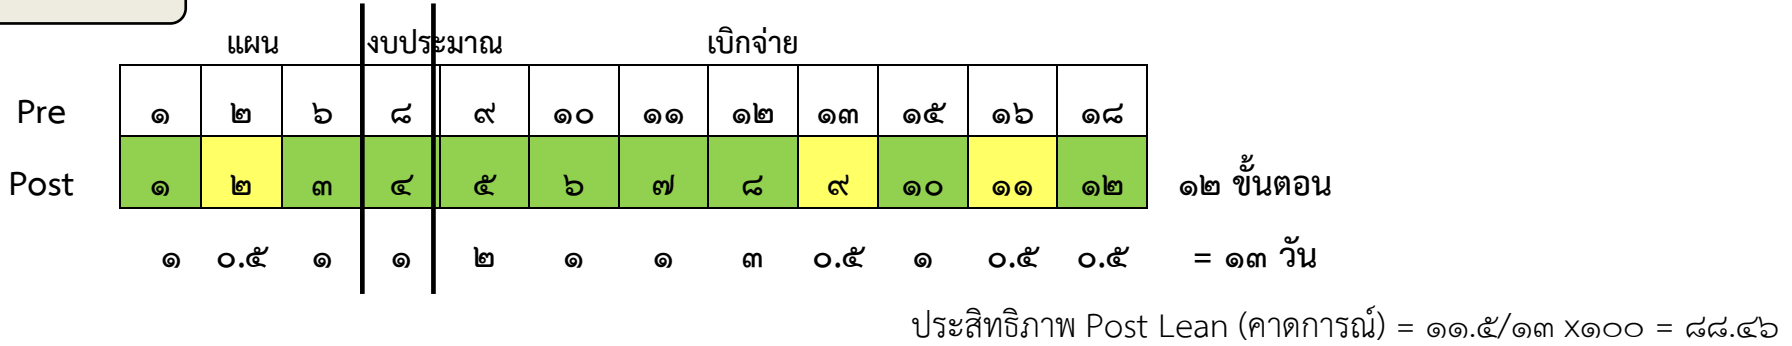 แผน งบประมาณ เบิกจ่าย
Pre ๑ ๒ ๖ ๘ ๙ ๑๐ ๑๑ ๑๒ ๑๓ ๑๕ ๑๖ ๑๘
Post ๑ ๒ ๓ ๔ ๕ ๖ ๗ ๘ ๙ ๑๐ ๑๑ ๑๒ ๑๒ ขั้นตอน
๑ ๐.๕ ๑ ๑ ๒ ๑ ๑ ๓ ๐.๕ ๑ ๐.๕ ๐.๕ = ๑๓ วัน
ประสิทธิภาพ Post Lean (คาดการณ์) = ๑๑.๕/๑๓ x๑๐๐ = ๘๘.๔๖